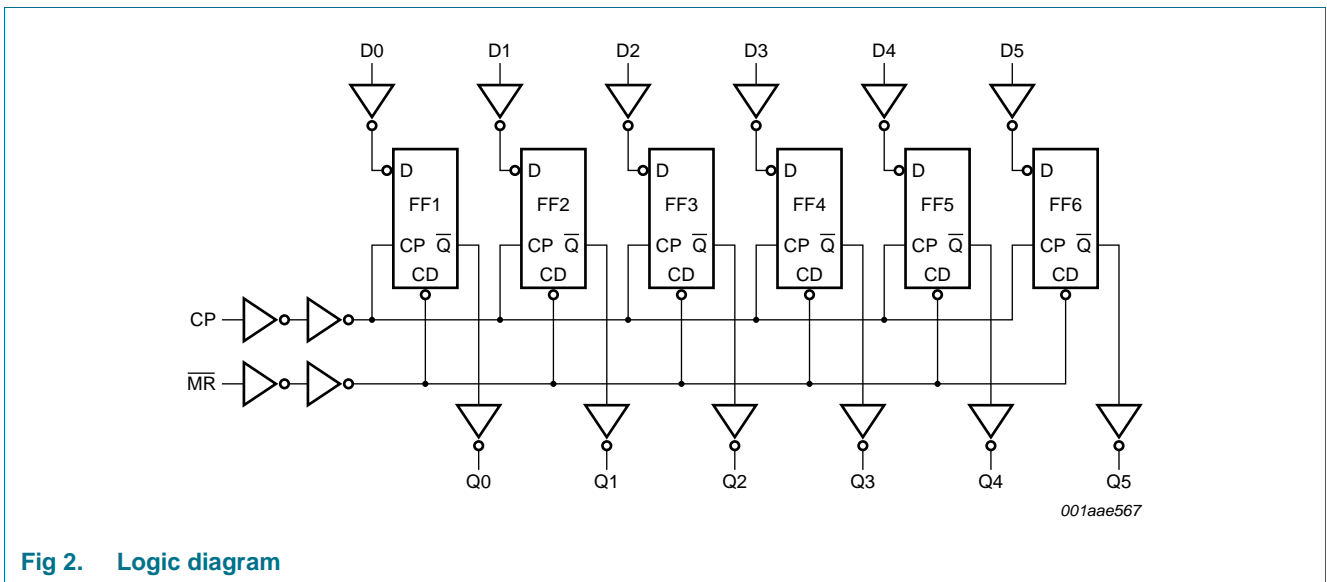 D0 D1 D2 D3 D4 D5
D D D D D D
FF1 FF2 FF3 FF4 FF5 FF6
CP Q̅ CP Q̅ CP Q̅ CP Q̅ CP Q̅ CP Q̅
CD CD CD CD CD CD
CP
M̅R̅
Q0 Q1 Q2 Q3 Q4 Q5
001aae567
Fig 2. Logic diagram